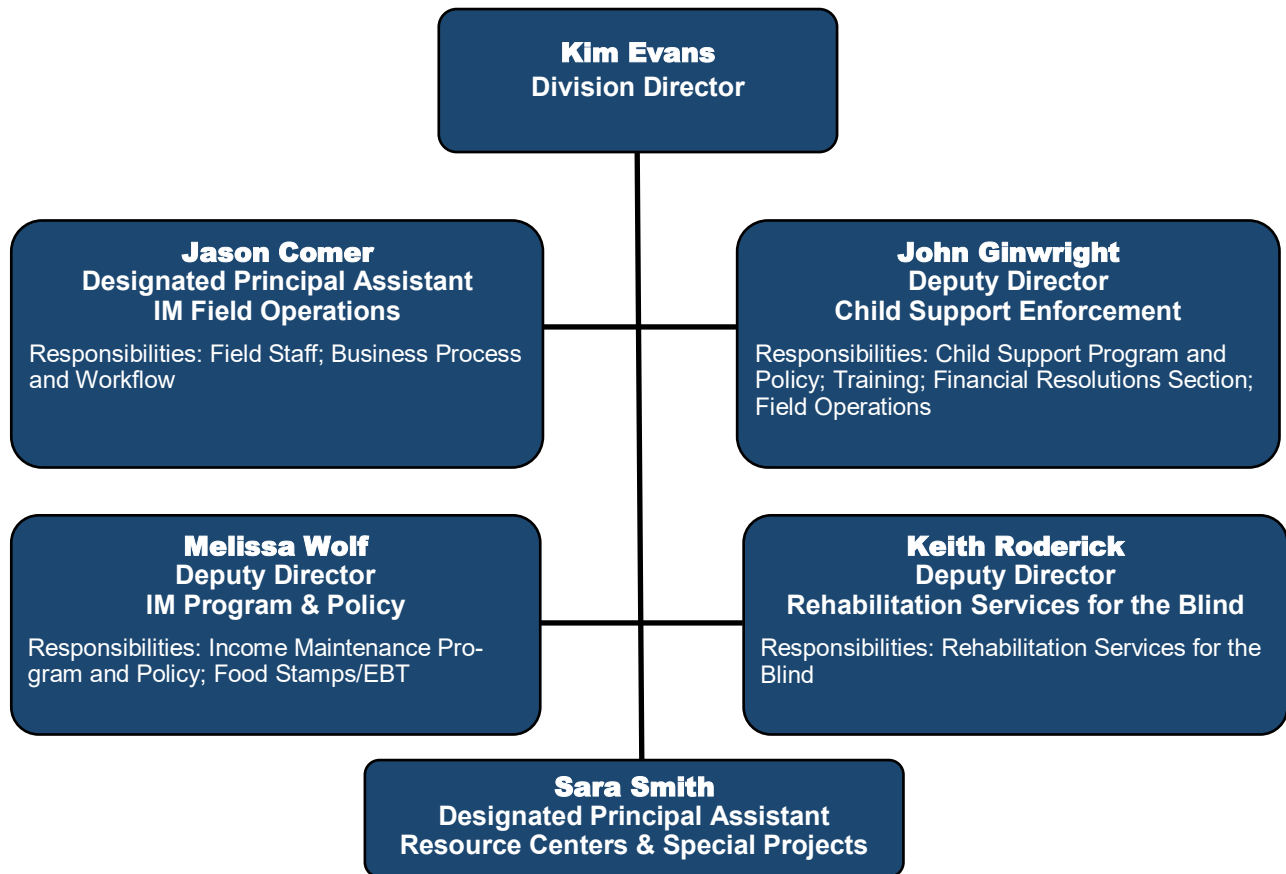 Kim Evans
Division Director
Jason Comer
Designated Principal Assistant
IM Field Operations
Responsibilities: Field Staff; Business Process
and Workflow
John Ginwright
Deputy Director
Child Support Enforcement
Responsibilities: Child Support Program and
Policy; Training; Financial Resolutions Section;
Field Operations
Melissa Wolf
Deputy Director
IM Program & Policy
Responsibilities: Income Maintenance Pro-
gram and Policy; Food Stamps/EBT
Keith Roderick
Deputy Director
Rehabilitation Services for the Blind
Responsibilities: Rehabilitation Services for the
Blind
Sara Smith
Designated Principal Assistant
Resource Centers & Special Projects